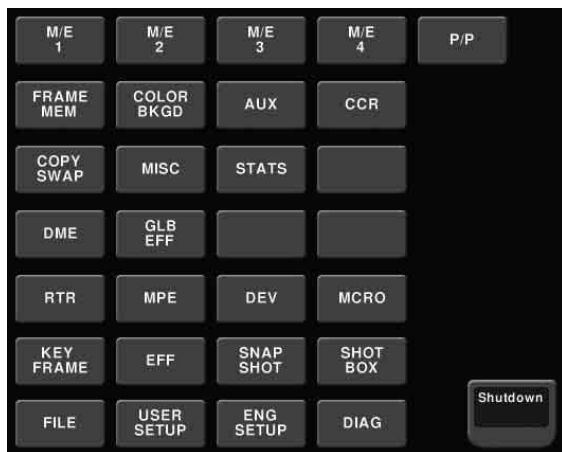 M/E
1
M/E
2
M/E
3
M/E
4
P/P
FRAME
MEM
COLOR
BKGD
AUX
CCR
COPY
SWAP
MISC
STATS
DME
GLB
EFF
RTR
MPE
DEV
MCRO
KEY
FRAME
EFF
SNAP
SHOT
SHOT
BOX
Shutdown
FILE
USER
SETUP
ENG
SETUP
DIAG